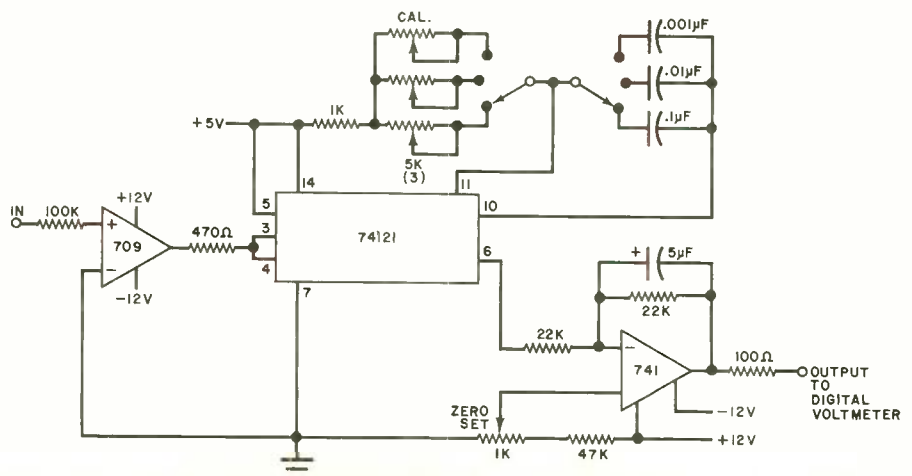 CAL.
.001µF
.01µF
.1µF
1K
+5V
5K
(3)
14
11
10
5
3
4
6
7
74121
IN
100K
+12V
+
709
-
-12V
470Ω
+
5µF
22K
22K
-
741
100Ω
OUTPUT
TO
DIGITAL
VOLTMETER
-12V
+12V
ZERO
SET
1K
47K